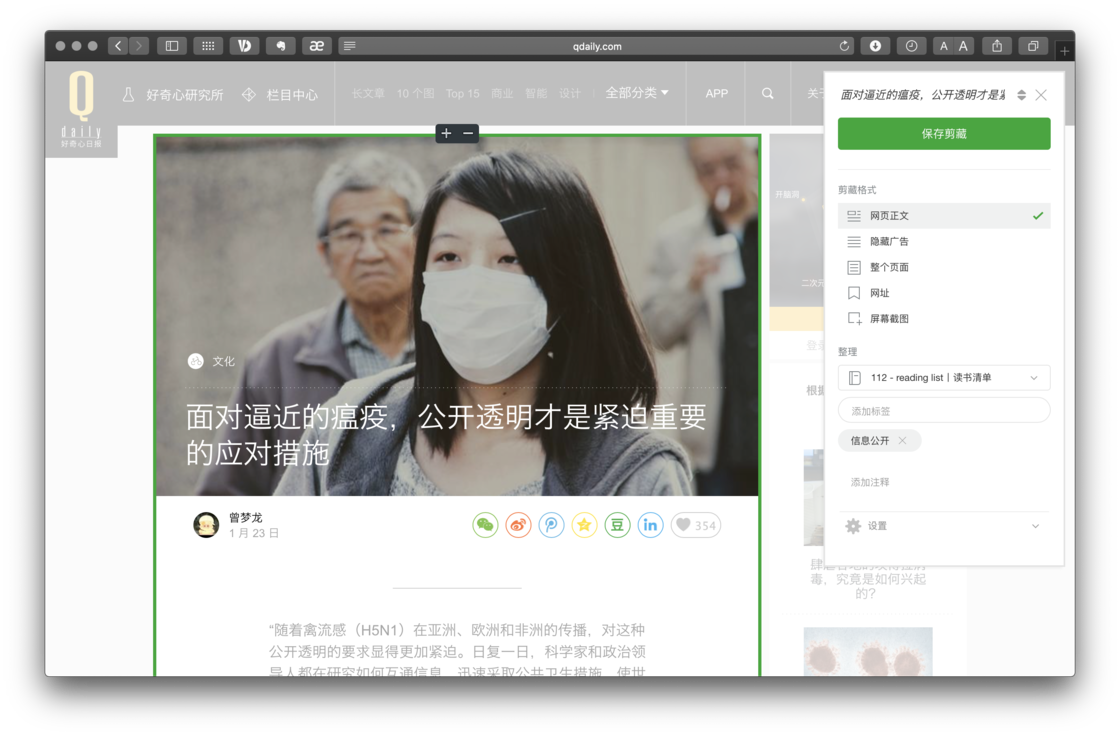 qdaily.com
A A
Q
daily
好奇心日报
好奇心研究所
栏目中心
长文章 10 个图 Top 15 商业 智能 设计
全部分类
APP
关于
+ −
文化
面对逼近的瘟疫，公开透明才是紧迫重要
的应对措施
曾梦龙
1 月 23 日
豆
in
354
“随着禽流感（H5N1）在亚洲、欧洲和非洲的传播，对这种
公开透明的要求显得更加紧迫。日复一日，科学家和政治领
导人都在研究如何互通信息、迅速采取公共卫生措施，使世
开脑洞
二次元
登
根据
毒，究竟是如何兴起
的？
面对逼近的瘟疫，公开透明才是紧
保存剪藏
剪藏格式
网页正文
隐藏广告
整个页面
网址
屏幕截图
整理
112 - reading list丨读书清单
添加标签
信息公开
添加注释
设置